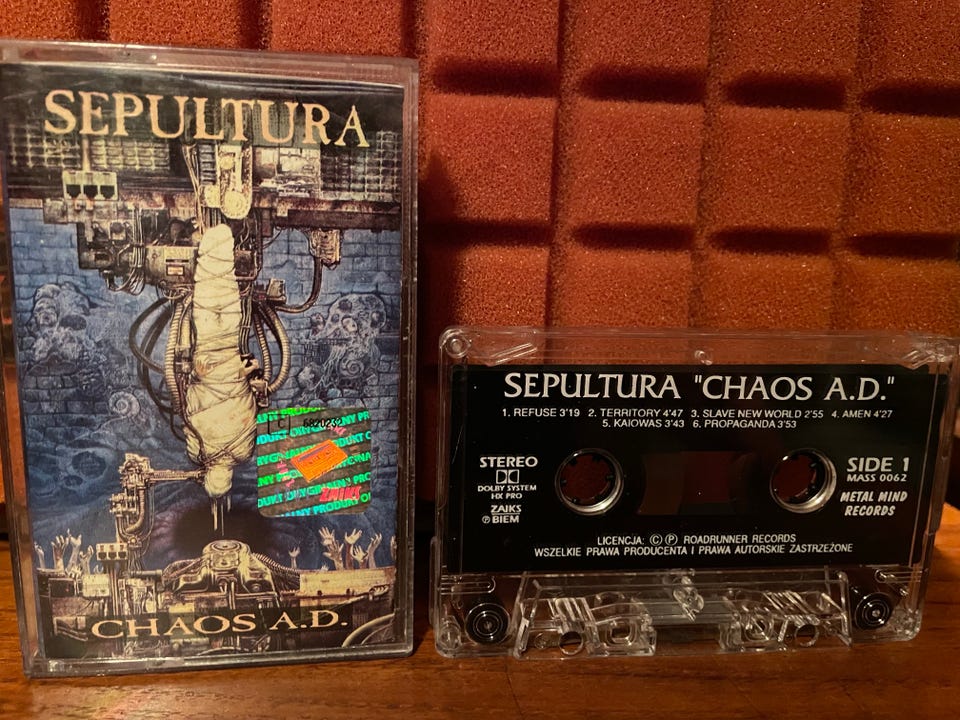 SEPULTURA
0820232
ZAIKS
CHAOS A.D.
SEPULTURA "CHAOS A.D."
1. REFUSE 3'19 2. TERRITORY 4'47 3. SLAVE NEW WORLD 2'55 4. AMEN 4'27
5. KAIOWAS 3'43 6. PROPAGANDA 3'53
STEREO
DOLBY SYSTEM
HX PRO
ZAIKS
Ⓟ BIEM
SIDE 1
MASS 0062
METAL MIND
RECORDS
LICENCJA: Ⓒ Ⓟ ROADRUNNER RECORDS
WSZELKIE PRAWA PRODUCENTA I PRAWA AUTORSKIE ZASTRZEŻONE